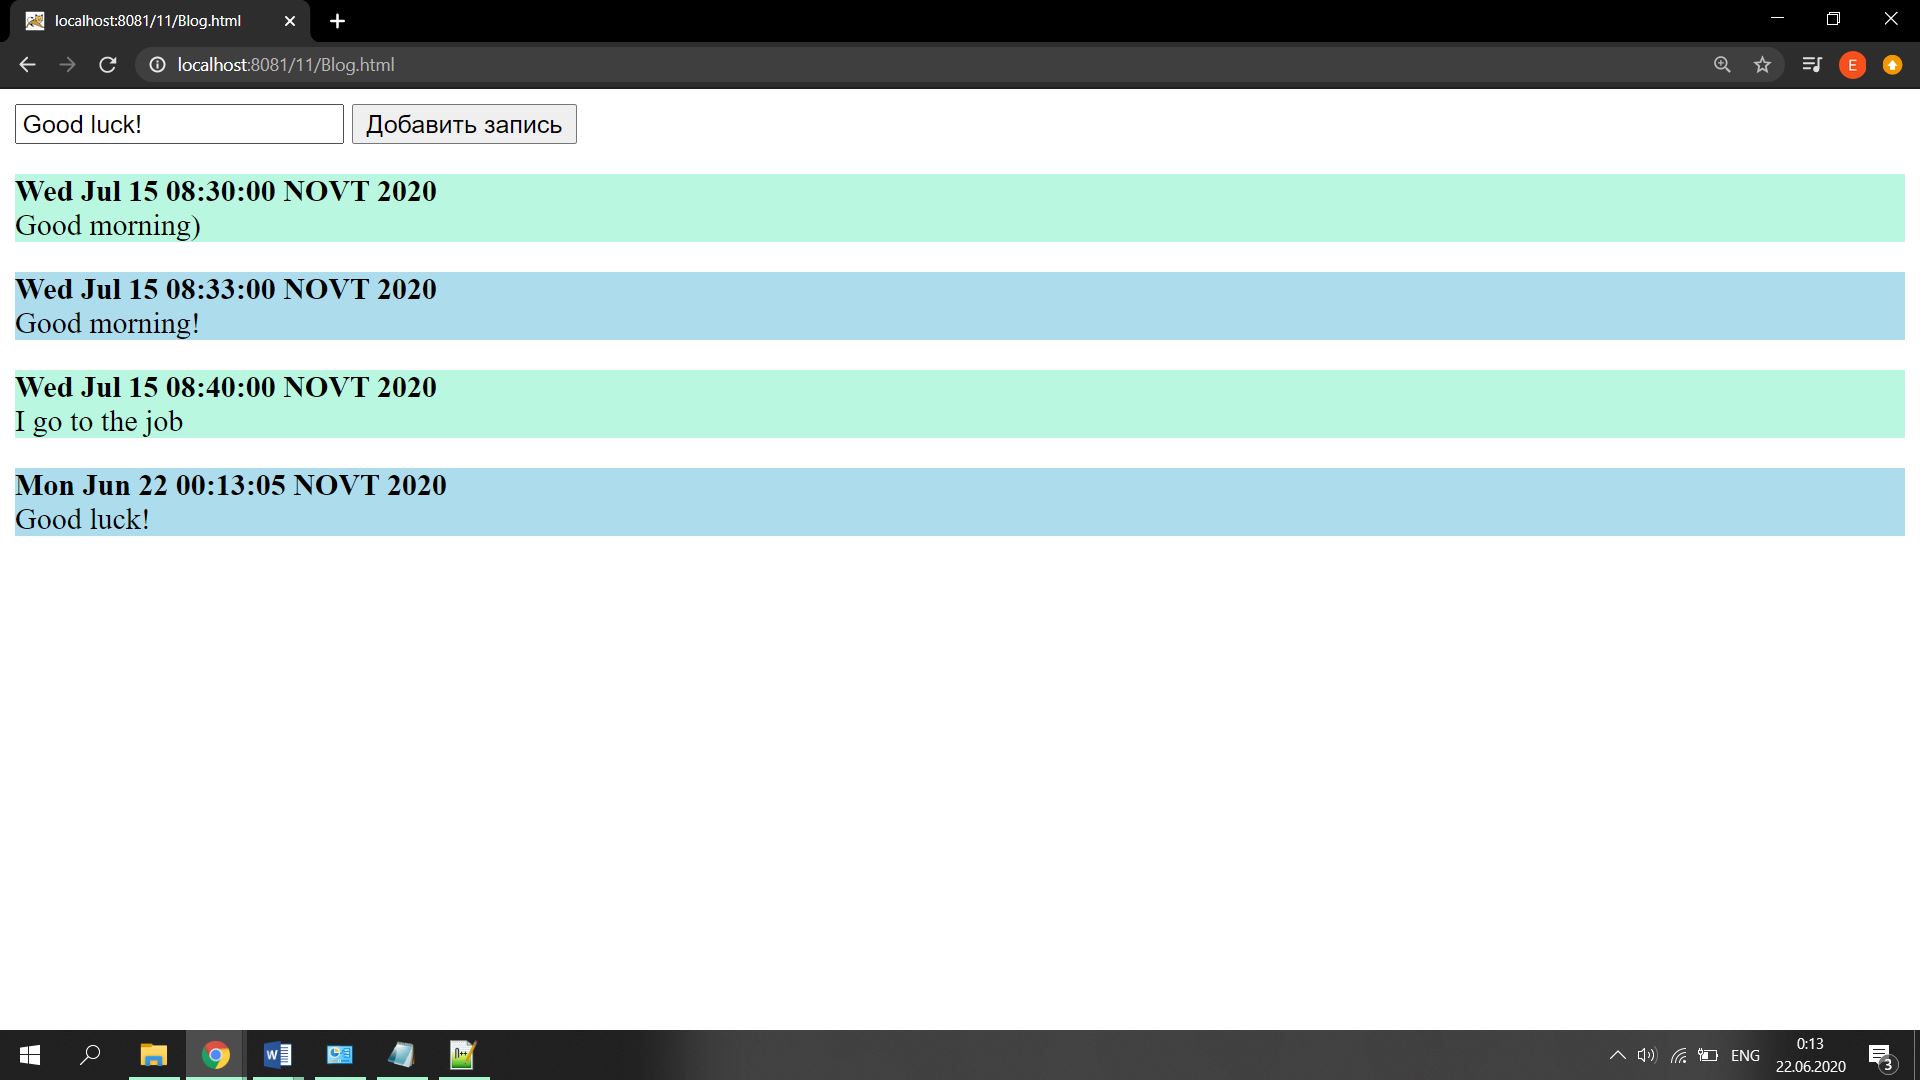 localhost:8081/11/Blog.html
localhost:8081/11/Blog.html
E
Good luck!
Добавить запись
Wed Jul 15 08:30:00 NOVT 2020
Good morning)
Wed Jul 15 08:33:00 NOVT 2020
Good morning!
Wed Jul 15 08:40:00 NOVT 2020
I go to the job
Mon Jun 22 00:13:05 NOVT 2020
Good luck!
W
n++
ENG
0:13
22.06.2020
3